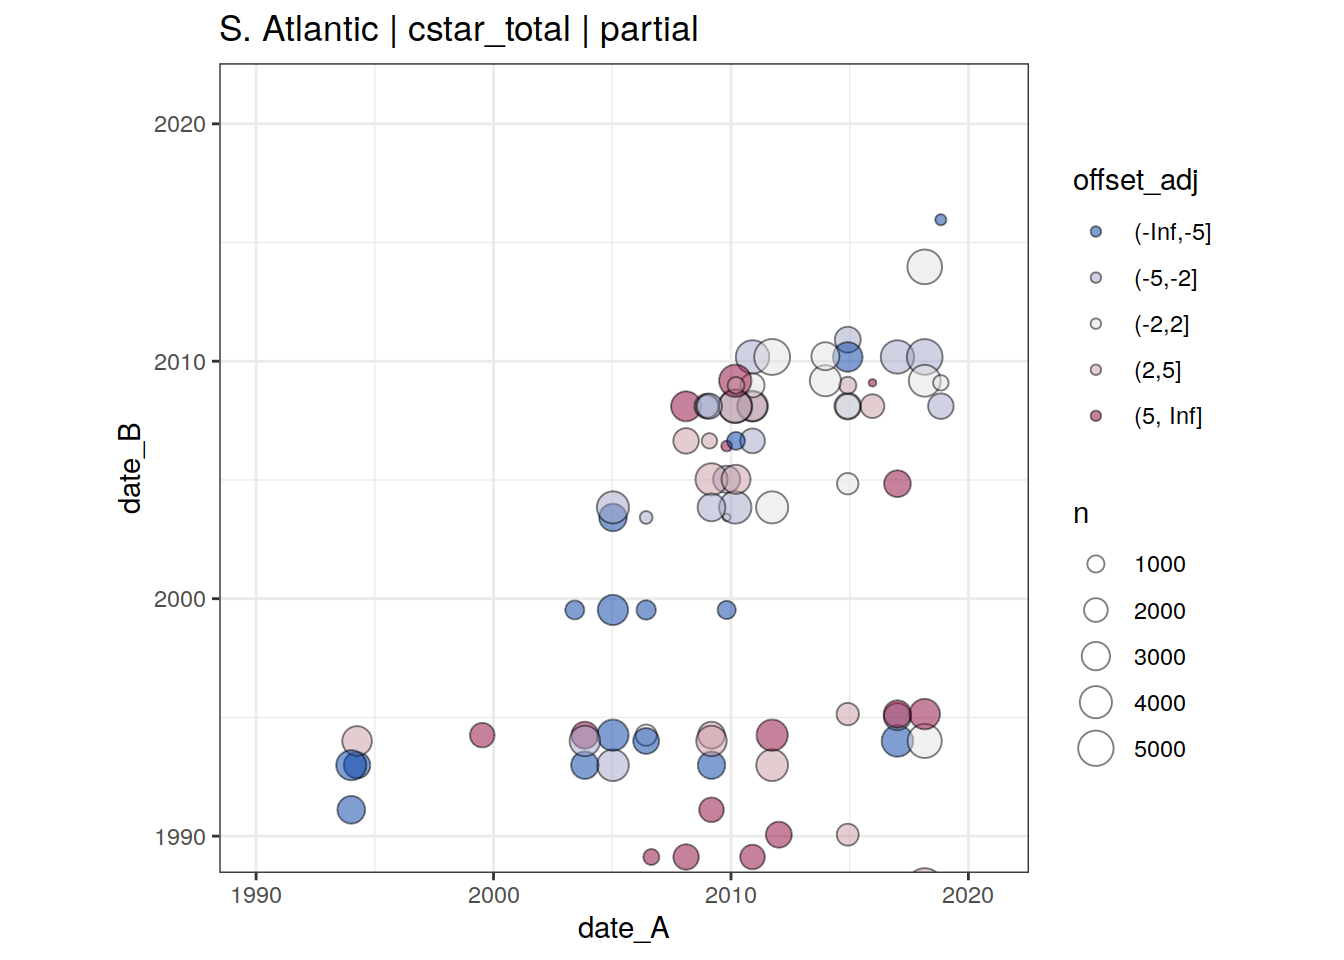 S. Atlantic | cstar_total | partial
2020
2010
2000
1990
date_B
1990
2000
2010
2020
date_A
offset_adj
(-Inf,-5]
(-5,-2]
(-2,2]
(2,5]
(5, Inf]
n
1000
2000
3000
4000
5000